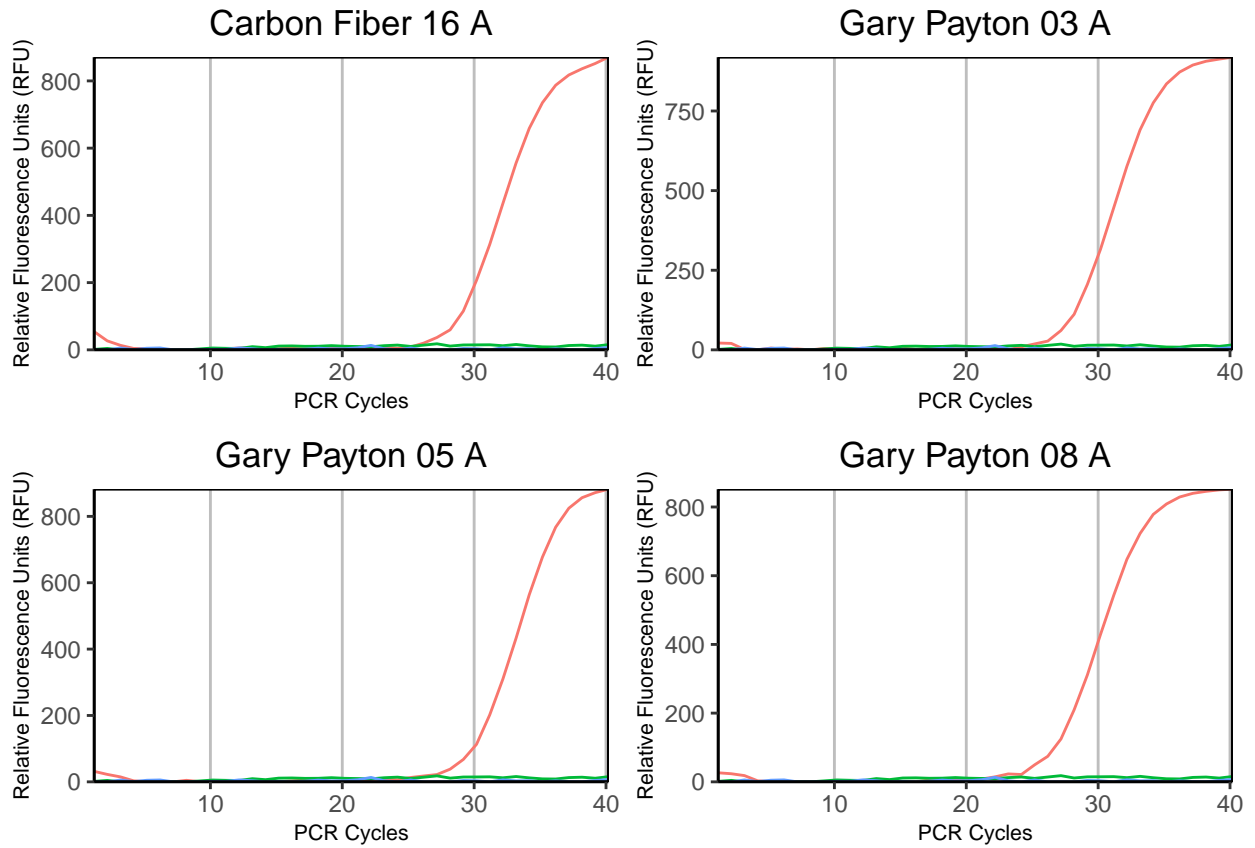 Carbon Fiber 16 A
Relative Fluorescence Units (RFU)
800
600
400
200
0
10
20
30
40
PCR Cycles
Gary Payton 03 A
Relative Fluorescence Units (RFU)
750
500
250
0
10
20
30
40
PCR Cycles
Gary Payton 05 A
Relative Fluorescence Units (RFU)
800
600
400
200
0
10
20
30
40
PCR Cycles
Gary Payton 08 A
Relative Fluorescence Units (RFU)
800
600
400
200
0
10
20
30
40
PCR Cycles